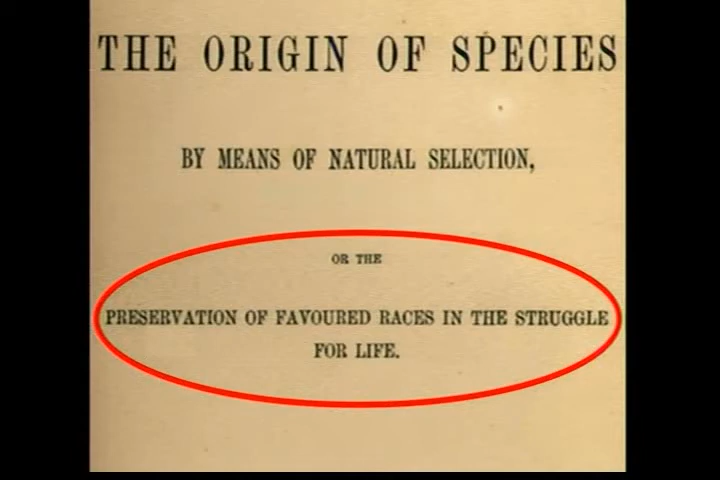 THE ORIGIN OF SPECIES
BY MEANS OF NATURAL SELECTION,
OR THE
PRESERVATION OF FAVOURED RACES IN THE STRUGGLE
FOR LIFE.